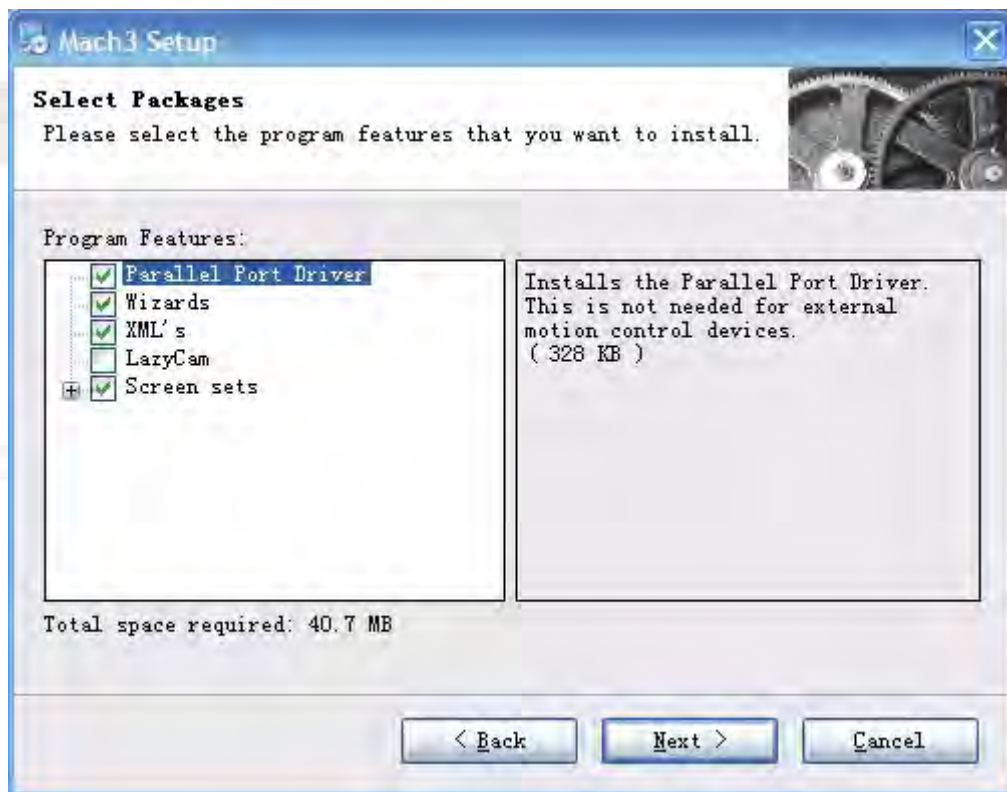 Mach3 Setup
Select Packages
Please select the program features that you want to install.
Program Features:
Parallel Port Driver
Wizards
XML's
LazyCam
Screen sets
Installs the Parallel Port Driver.
This is not needed for external
motion control devices.
( 328 KB )
Total space required: 40.7 MB
< Back
Next >
Cancel